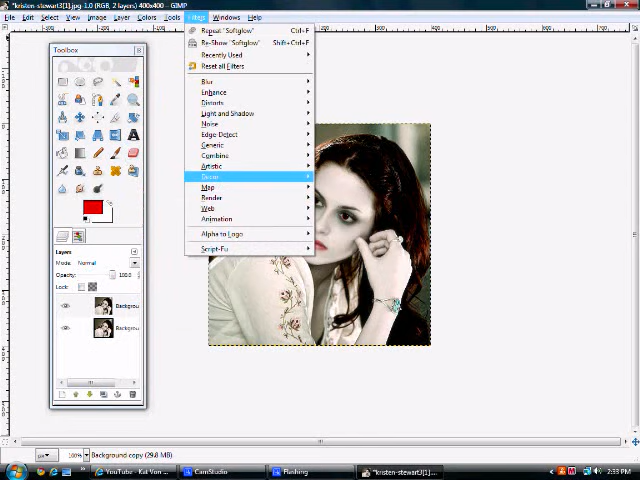 *kristen-stewart3[1].jpg-1.0 (RGB, 2 layers) 400x400 – GIMP
File Edit Select View Image Layer Colors Tools Filters Windows Help
Repeat "Softglow" Ctrl+F
Re-Show "Softglow" Shift+Ctrl+F
Recently Used
Reset all Filters
Blur
Enhance
Distorts
Light and Shadow
Noise
Edge-Detect
Generic
Combine
Artistic
Decor
Map
Render
Web
Animation
Alpha to Logo
Script-Fu
Toolbox
Layers
Mode: Normal
Opacity: 100.0
Lock:
Backgrou
Backgrou
100% Background copy (29.8 MB)
YouTube - Kat Von
CamStudio
Flashing
*kristen-stewart3[1]....
2:33 PM